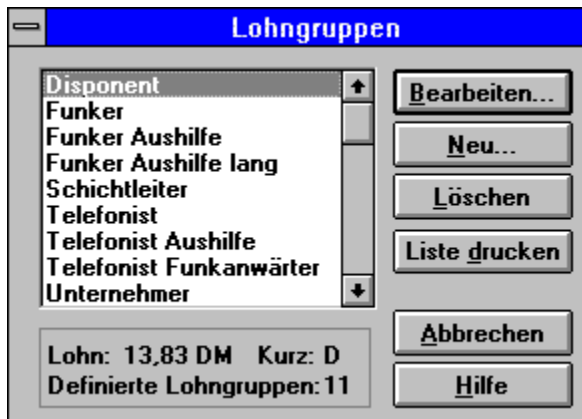 Lohngruppen
Disponent
Funker
Funker Aushilfe
Funker Aushilfe lang
Schichtleiter
Telefonist
Telefonist Aushilfe
Telefonist Funkanwärter
Unternehmer
Lohn: 13,83 DM Kurz: D
Definierte Lohngruppen: 11
Bearbeiten...
Neu...
Löschen
Liste drucken
Abbrechen
Hilfe